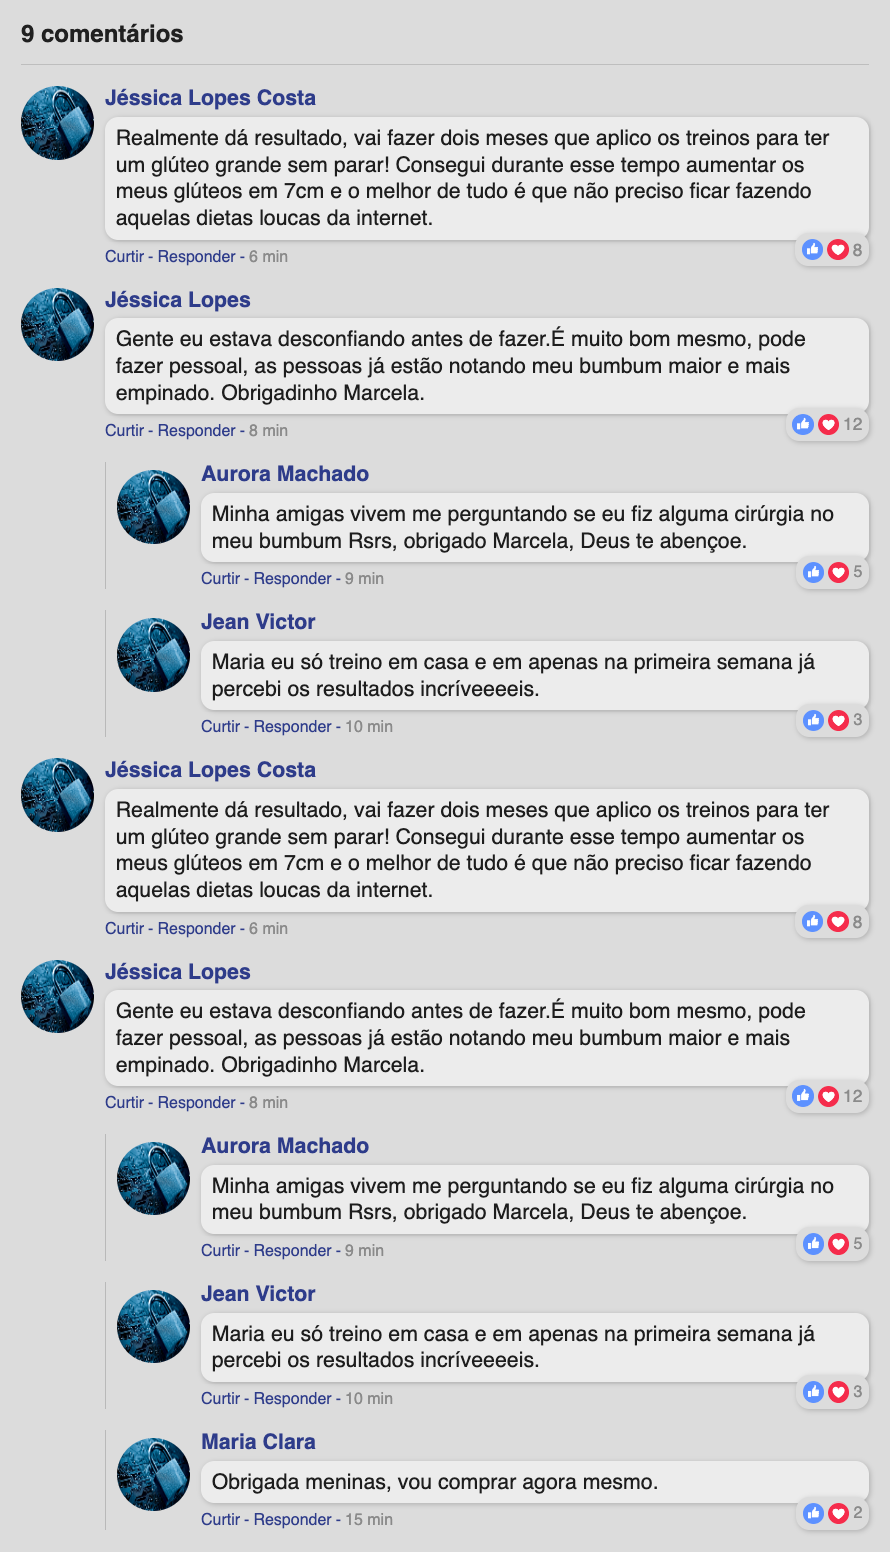 9 comentários
Jéssica Lopes Costa
Realmente dá resultado, vai fazer dois meses que aplico os treinos para ter
um glúteo grande sem parar! Consegui durante esse tempo aumentar os
meus glúteos em 7cm e o melhor de tudo é que não preciso ficar fazendo
aquelas dietas loucas da internet.
Curtir - Responder - 6 min
8
Jéssica Lopes
Gente eu estava desconfiando antes de fazer.É muito bom mesmo, pode
fazer pessoal, as pessoas já estão notando meu bumbum maior e mais
empinado. Obrigadinho Marcela.
Curtir - Responder - 8 min
12
Aurora Machado
Minha amigas vivem me perguntando se eu fiz alguma cirúrgia no
meu bumbum Rsrs, obrigado Marcela, Deus te abençoe.
Curtir - Responder - 9 min
5
Jean Victor
Maria eu só treino em casa e em apenas na primeira semana já
percebi os resultados incríveeeeis.
Curtir - Responder - 10 min
3
Jéssica Lopes Costa
Realmente dá resultado, vai fazer dois meses que aplico os treinos para ter
um glúteo grande sem parar! Consegui durante esse tempo aumentar os
meus glúteos em 7cm e o melhor de tudo é que não preciso ficar fazendo
aquelas dietas loucas da internet.
Curtir - Responder - 6 min
8
Jéssica Lopes
Gente eu estava desconfiando antes de fazer.É muito bom mesmo, pode
fazer pessoal, as pessoas já estão notando meu bumbum maior e mais
empinado. Obrigadinho Marcela.
Curtir - Responder - 8 min
12
Aurora Machado
Minha amigas vivem me perguntando se eu fiz alguma cirúrgia no
meu bumbum Rsrs, obrigado Marcela, Deus te abençoe.
Curtir - Responder - 9 min
5
Jean Victor
Maria eu só treino em casa e em apenas na primeira semana já
percebi os resultados incríveeeeis.
Curtir - Responder - 10 min
3
Maria Clara
Obrigada meninas, vou comprar agora mesmo.
Curtir - Responder - 15 min
2